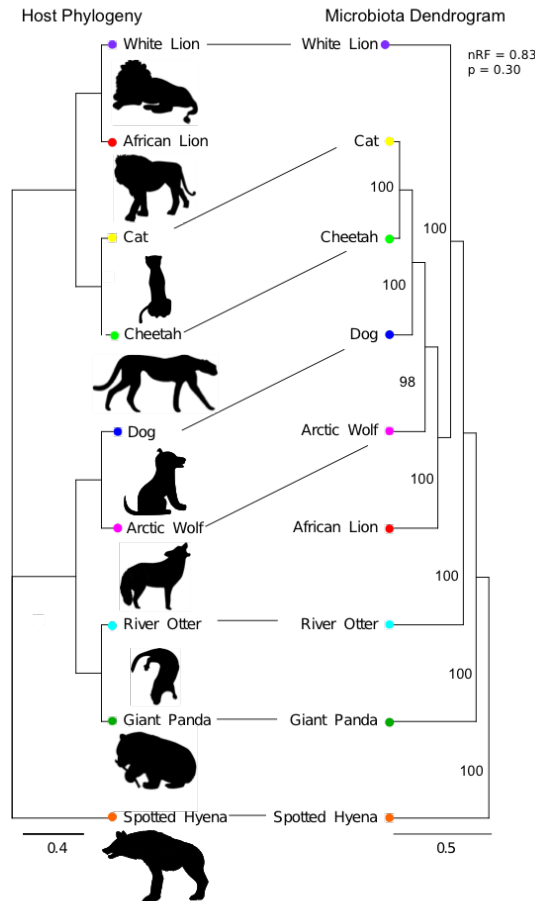 Host Phylogeny Microbiota Dendrogram
White Lion White Lion
nRF = 0.83
p = 0.30
African Lion Cat
100
Cat Cheetah
100
100
Cheetah Dog
98
Dog Arctic Wolf
100
Arctic Wolf African Lion
100
River Otter River Otter
100
Giant Panda Giant Panda
100
Spotted Hyena Spotted Hyena
0.4 0.5